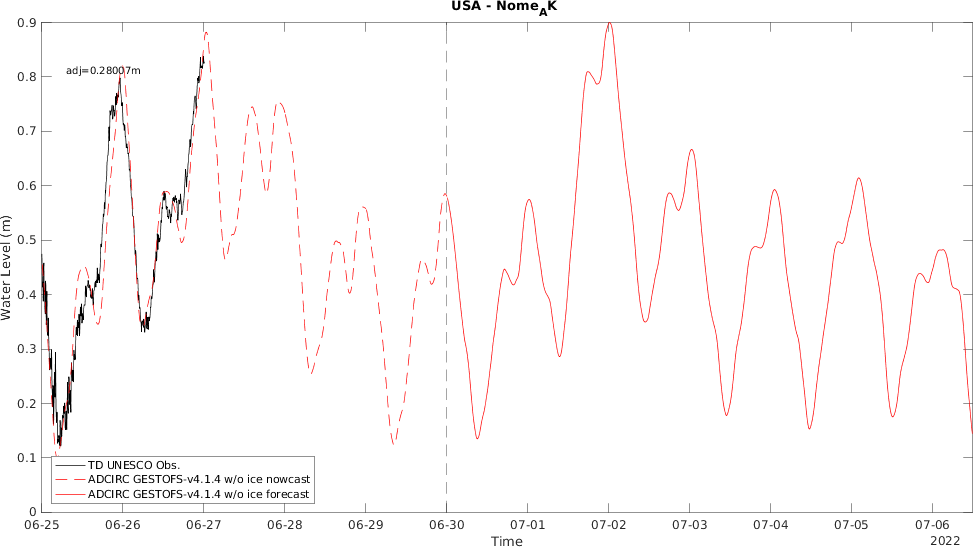 USA - Nome_AK
adj=0.28007m
0.9
0.8
0.7
0.6
0.5
0.4
0.3
0.2
0.1
0
Water Level (m)
TD UNESCO Obs.
ADCIRC GESTOFS-v4.1.4 w/o ice nowcast
ADCIRC GESTOFS-v4.1.4 w/o ice forecast
06-25 06-26 06-27 06-28 06-29 06-30 07-01 07-02 07-03 07-04 07-05 07-06
Time
2022